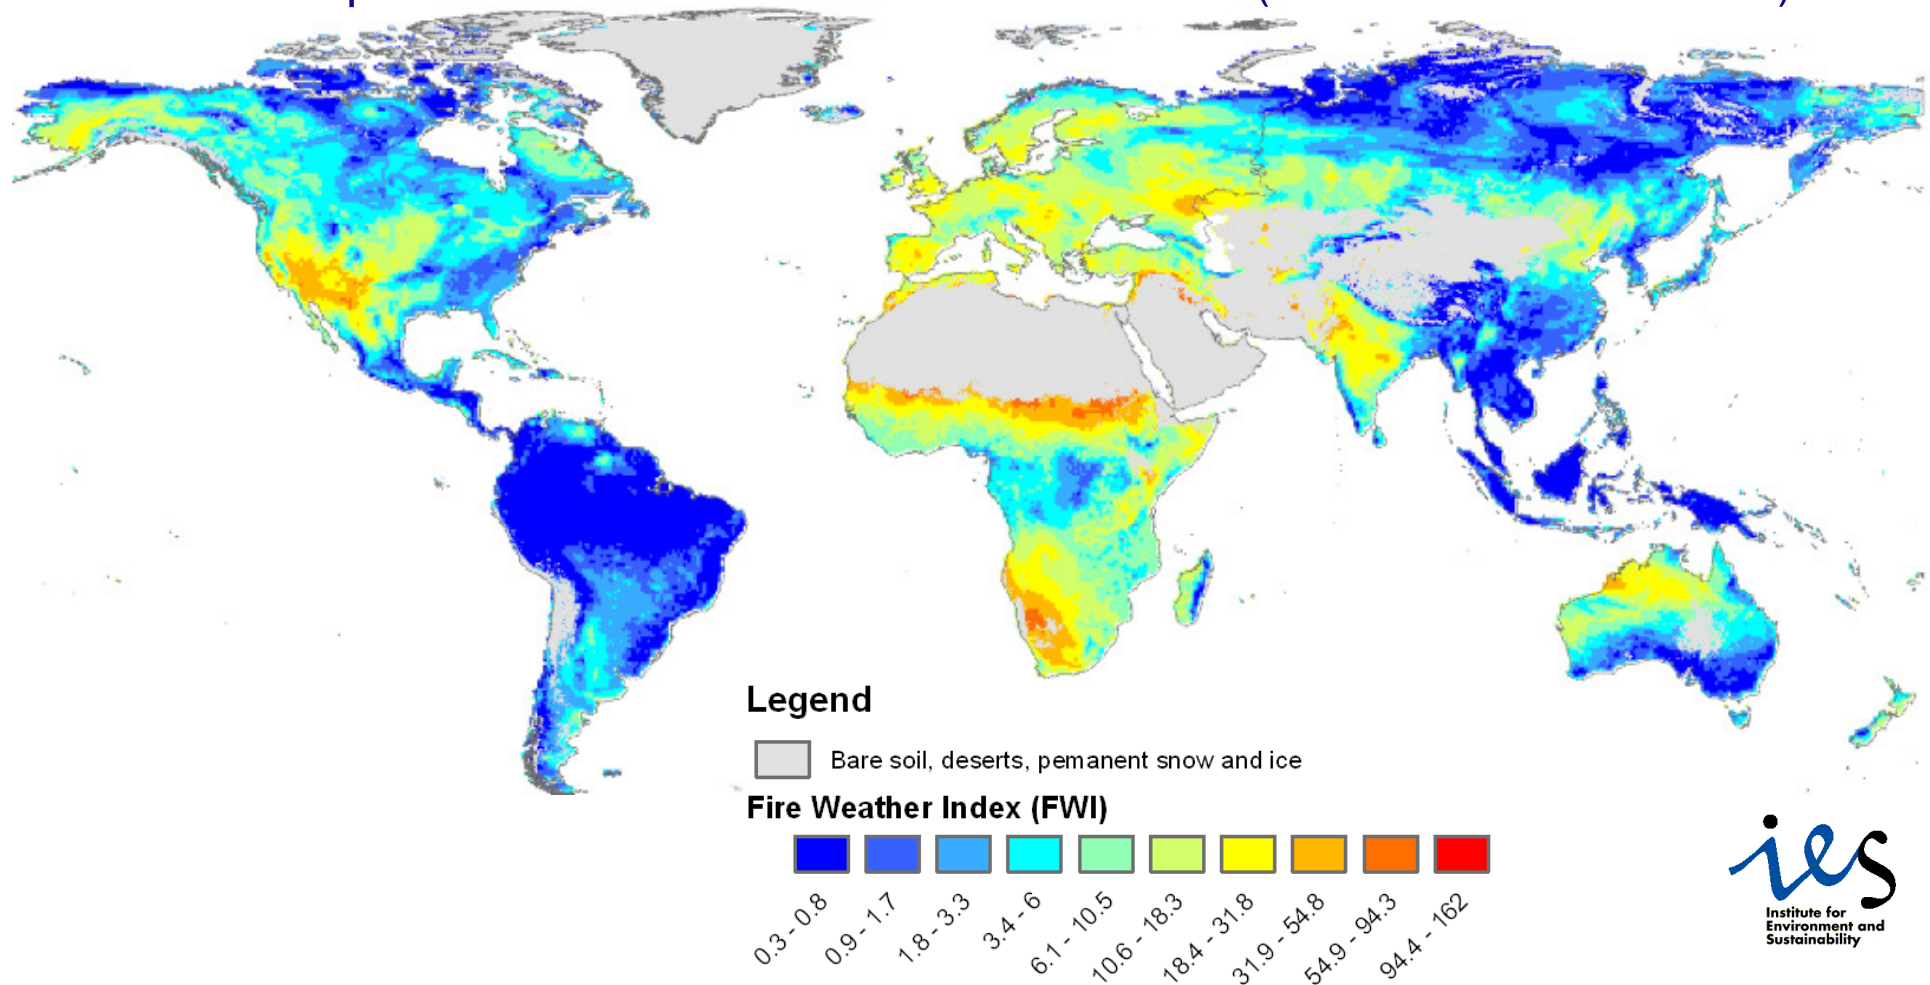 Legend
Bare soil, deserts, pemanent snow and ice
Fire Weather Index (FWI)
0.3 - 0.8
0.9 - 1.7
1.8 - 3.3
3.4 - 6
6.1 - 10.5
10.6 - 18.3
18.4 - 31.8
31.9 - 54.8
54.9 - 94.3
94.4 - 162
ies
Institute for
Environment and
Sustainability